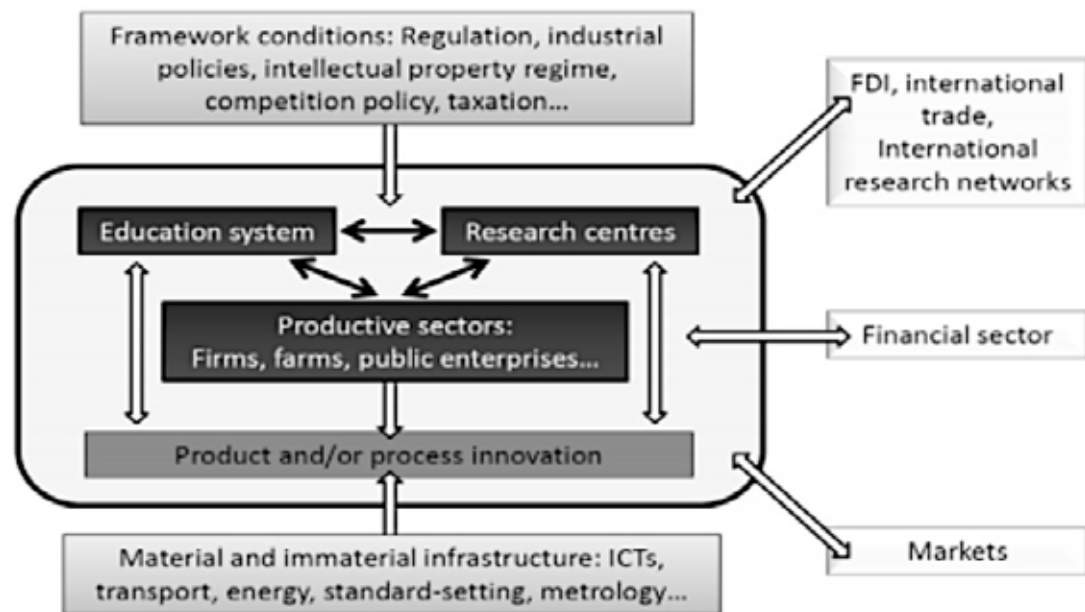 Framework conditions: Regulation, industrial
policies, intellectual property regime,
competition policy, taxation...
FDI, international
trade,
International
research networks
Education system
Research centres
Productive sectors:
Firms, farms, public enterprises...
Financial sector
Product and/or process innovation
Markets
Material and immaterial infrastructure: ICTs,
transport, energy, standard-setting, metrology...